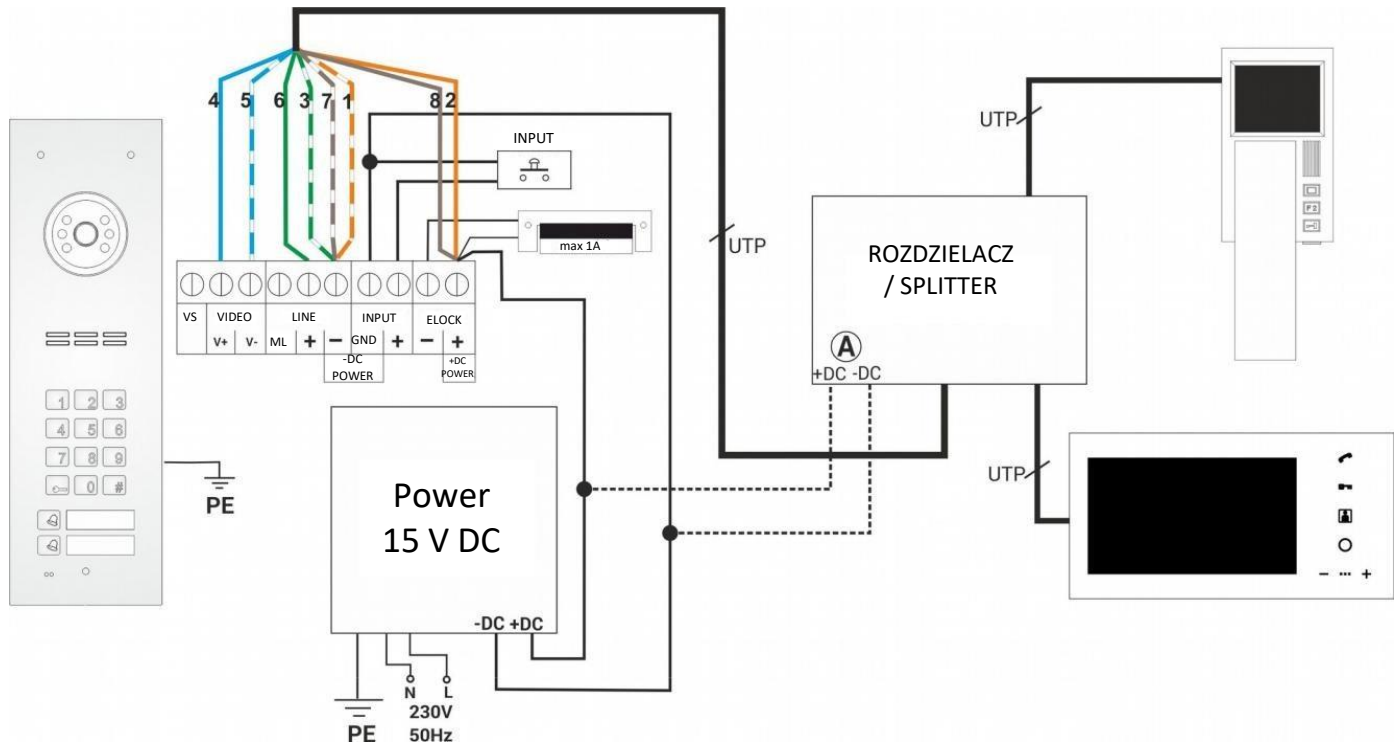 4 5 6 3 7 1 8 2
INPUT
max 1A
VS VIDEO LINE INPUT ELOCK
V+ V- ML + − GND + − +
-DC
POWER
+DC
POWER
1 2 3
4 5 6
7 8 9
0 #
PE
Power
15 V DC
-DC +DC
N L
230V
50Hz
PE
UTP
UTP
ROZDZIELACZ
/ SPLITTER
A
+DC -DC
UTP
F2
− ... +